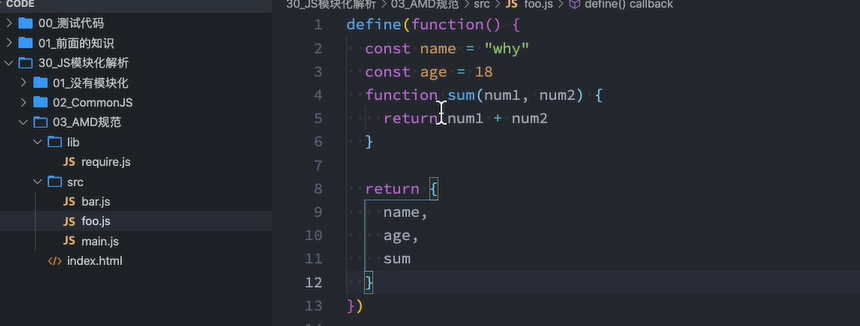 CODE
00_测试代码
01_前面的知识
30_JS模块化解析
01_没有模块化
02_CommonJS
03_AMD规范
lib
JS require.js
src
JS bar.js
JS foo.js
JS main.js
<> index.html
30_JS模块化解析 > 03_AMD规范 > src > JS foo.js > define() callback
1 define(function() {
2 const name = "why"
3 const age = 18
4 function sum(num1, num2) {
5 return num1 + num2
6 }
7
8 return {
9 name,
10 age,
11 sum
12 }
13 })